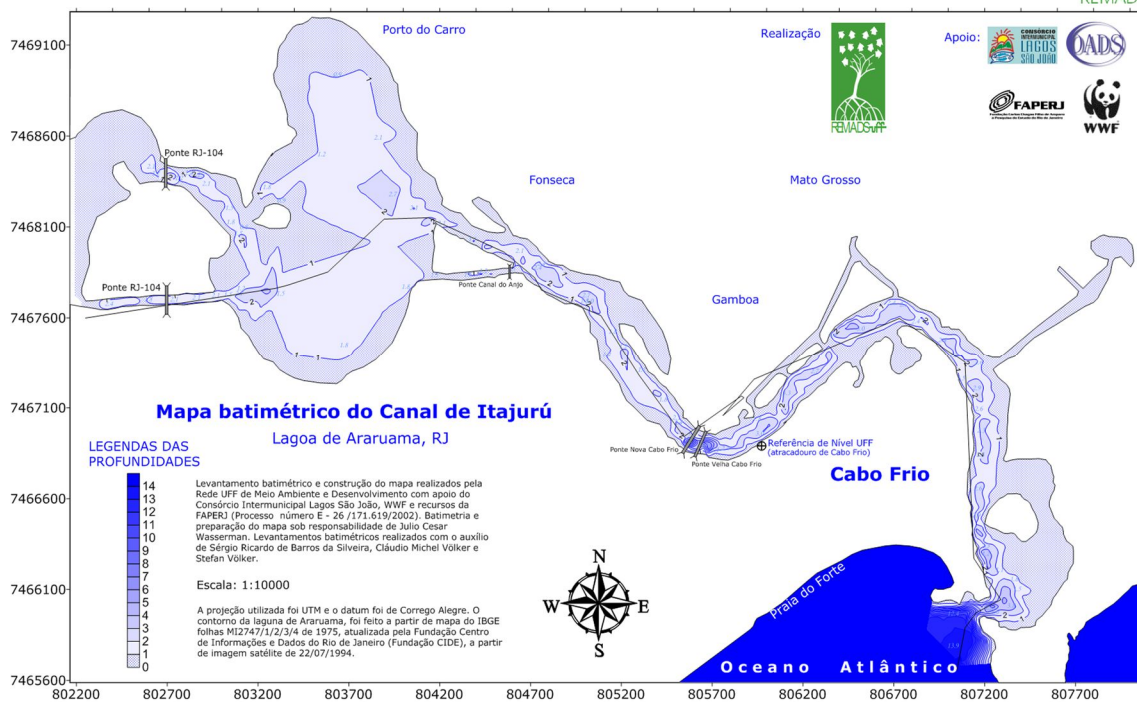 REMADS
7469100
Porto do Carro
Realização
Apoio:
CONSÓRCIO
INTERMUNICIPAL
LAGOS
SÃO JOÃO
OADS
FAPERJ
WWF
REMADSuff
7468600
Ponte RJ-104
Fonseca
Mato Grosso
7468100
Ponte Canal do Anjo
Ponte RJ-104
Gamboa
7467600
7467100
Mapa batimétrico do Canal de Itajurú
Lagoa de Araruama, RJ
Ponte Nova Cabo Frio
Ponte Velha Cabo Frio
Referência de Nível UFF
(atracadouro de Cabo Frio)
Cabo Frio
LEGENDAS DAS
PROFUNDIDADES
14
13
12
11
10
9
8
7
6
5
4
3
2
1
0
Levantamento batimétrico e construção do mapa realizados pela
Rede UFF de Meio Ambiente e Desenvolvimento com apoio do
Consórcio Intermunicipal Lagos São João, WWF e recursos da
FAPERJ (Processo número E - 26 /171.619/2002). Batimetria e
preparação do mapa sob responsabilidade de Julio Cesar
Wasserman. Levantamentos batimétricos realizados com o auxílio
de Sérgio Ricardo de Barros da Silveira, Cláudio Michel Völker e
Stefan Völker.
Escala: 1:10000
A projeção utilizada foi UTM e o datum foi de Corrego Alegre. O
contorno da laguna de Araruama, foi feito a partir de mapa do IBGE
folhas MI2747/1/2/3/4 de 1975, atualizada pela Fundação Centro
de Informações e Dados do Rio de Janeiro (Fundação CIDE), a partir
de imagem satélite de 22/07/1994.
7466600
N
W
E
S
Praia do Forte
7466100
Oceano Atlântico
13.9
7465600
802200
802700
803200
803700
804200
804700
805200
805700
806200
806700
807200
807700